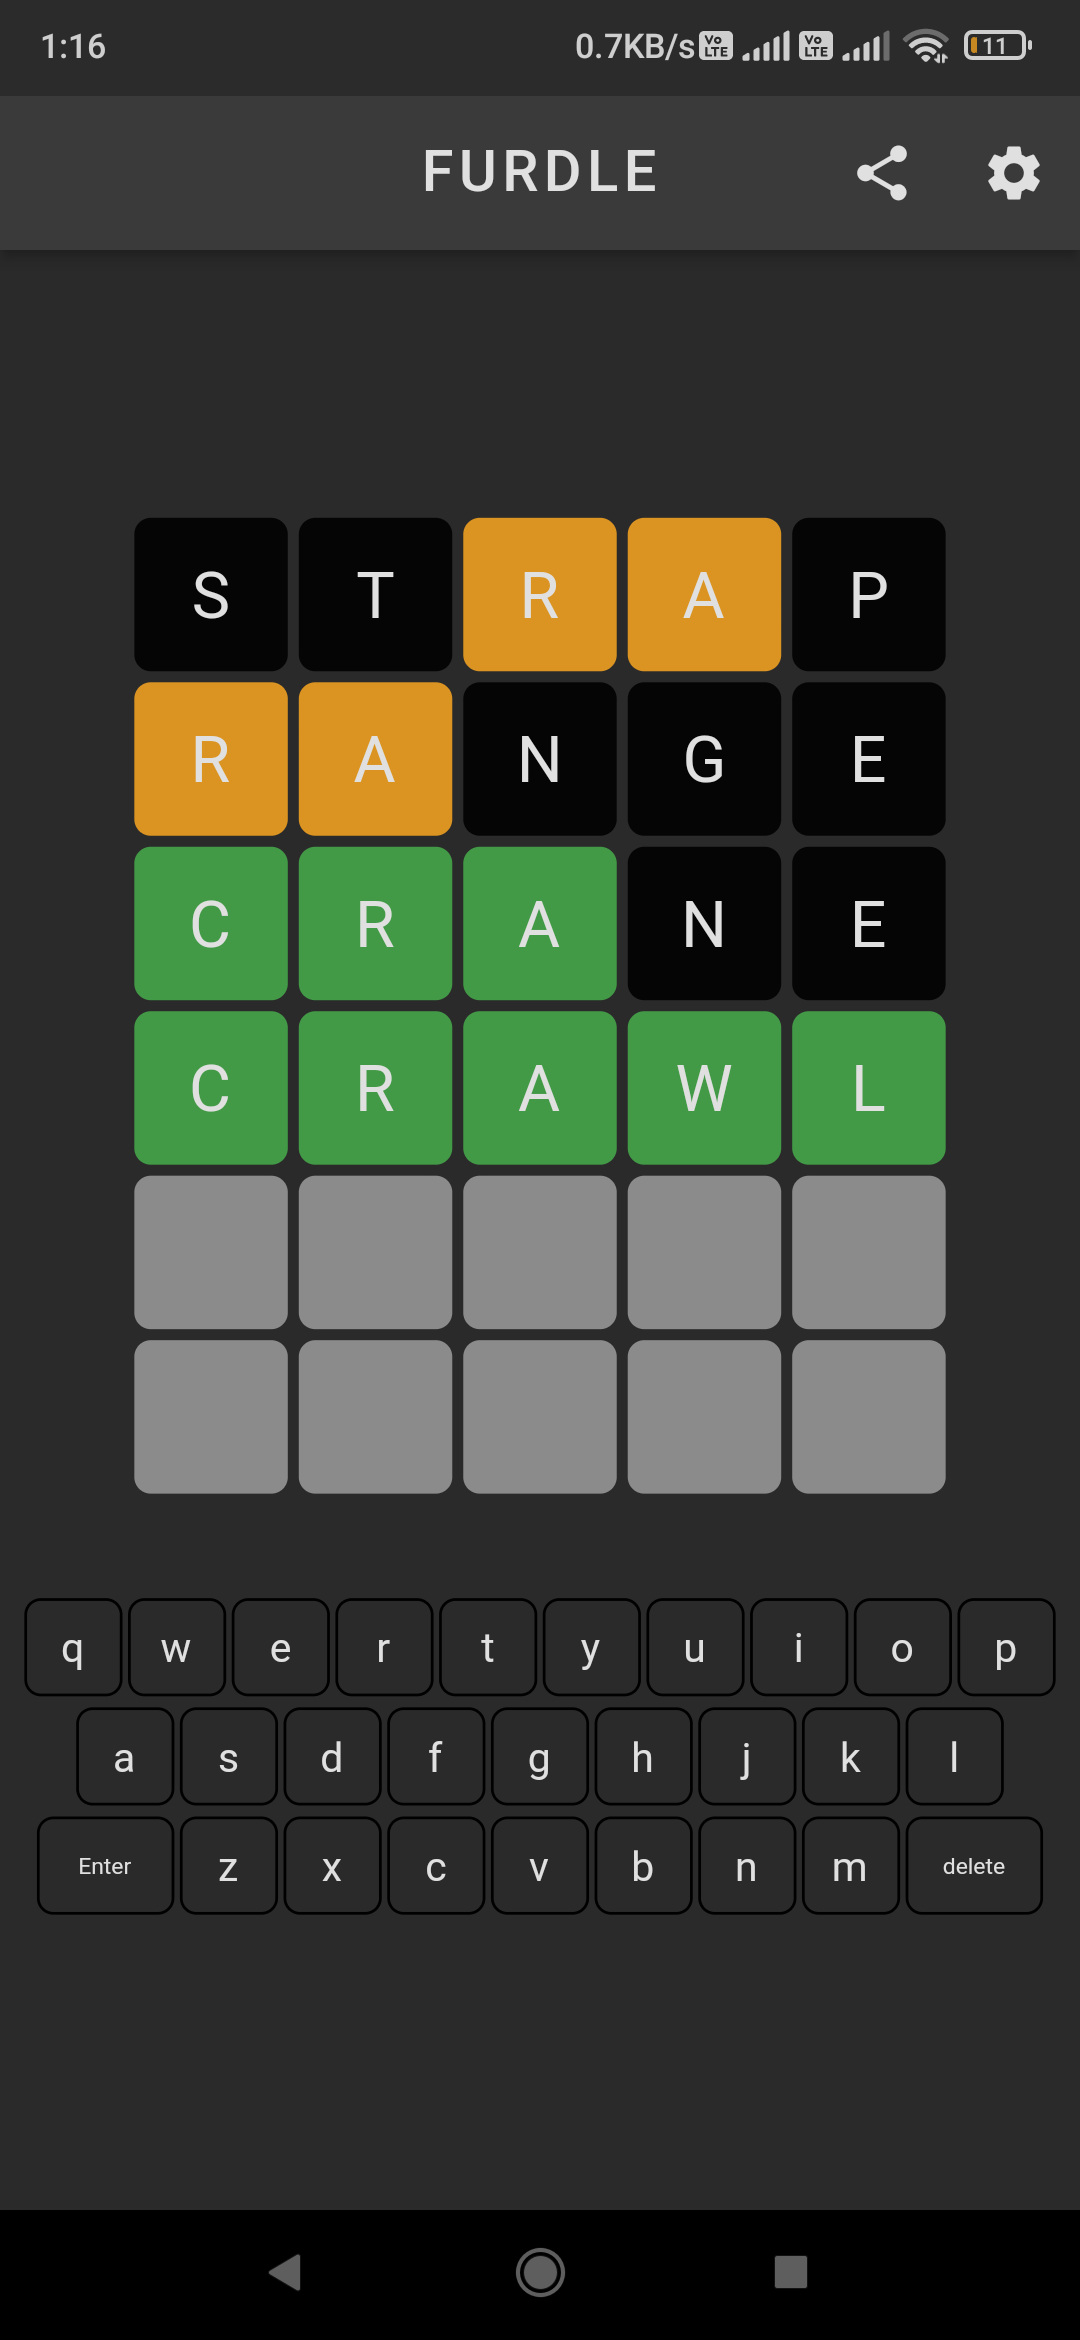 1:16 0.7KB/s Vo LTE Vo LTE 11
FURDLE
S T R A P
R A N G E
C R A N E
C R A W L
q w e r t y u i o p
a s d f g h j k l
Enter z x c v b n m delete